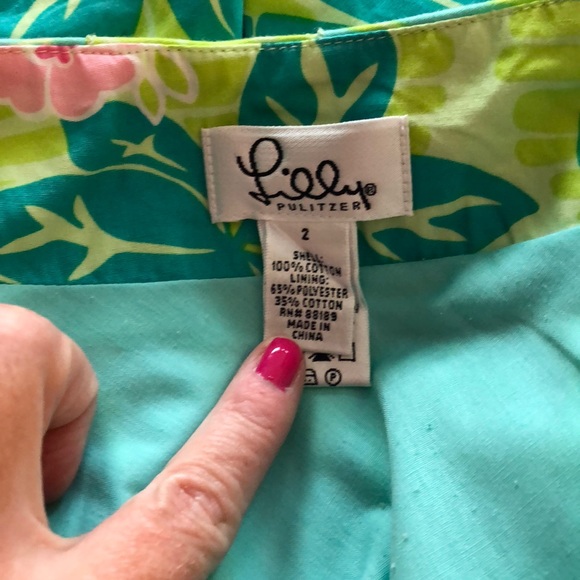 Lilly®
PULITZER
2
SHELL:
100% COTTON
LINING:
65% POLYESTER
35% COTTON
RN# 88189
MADE IN
CHINA
P